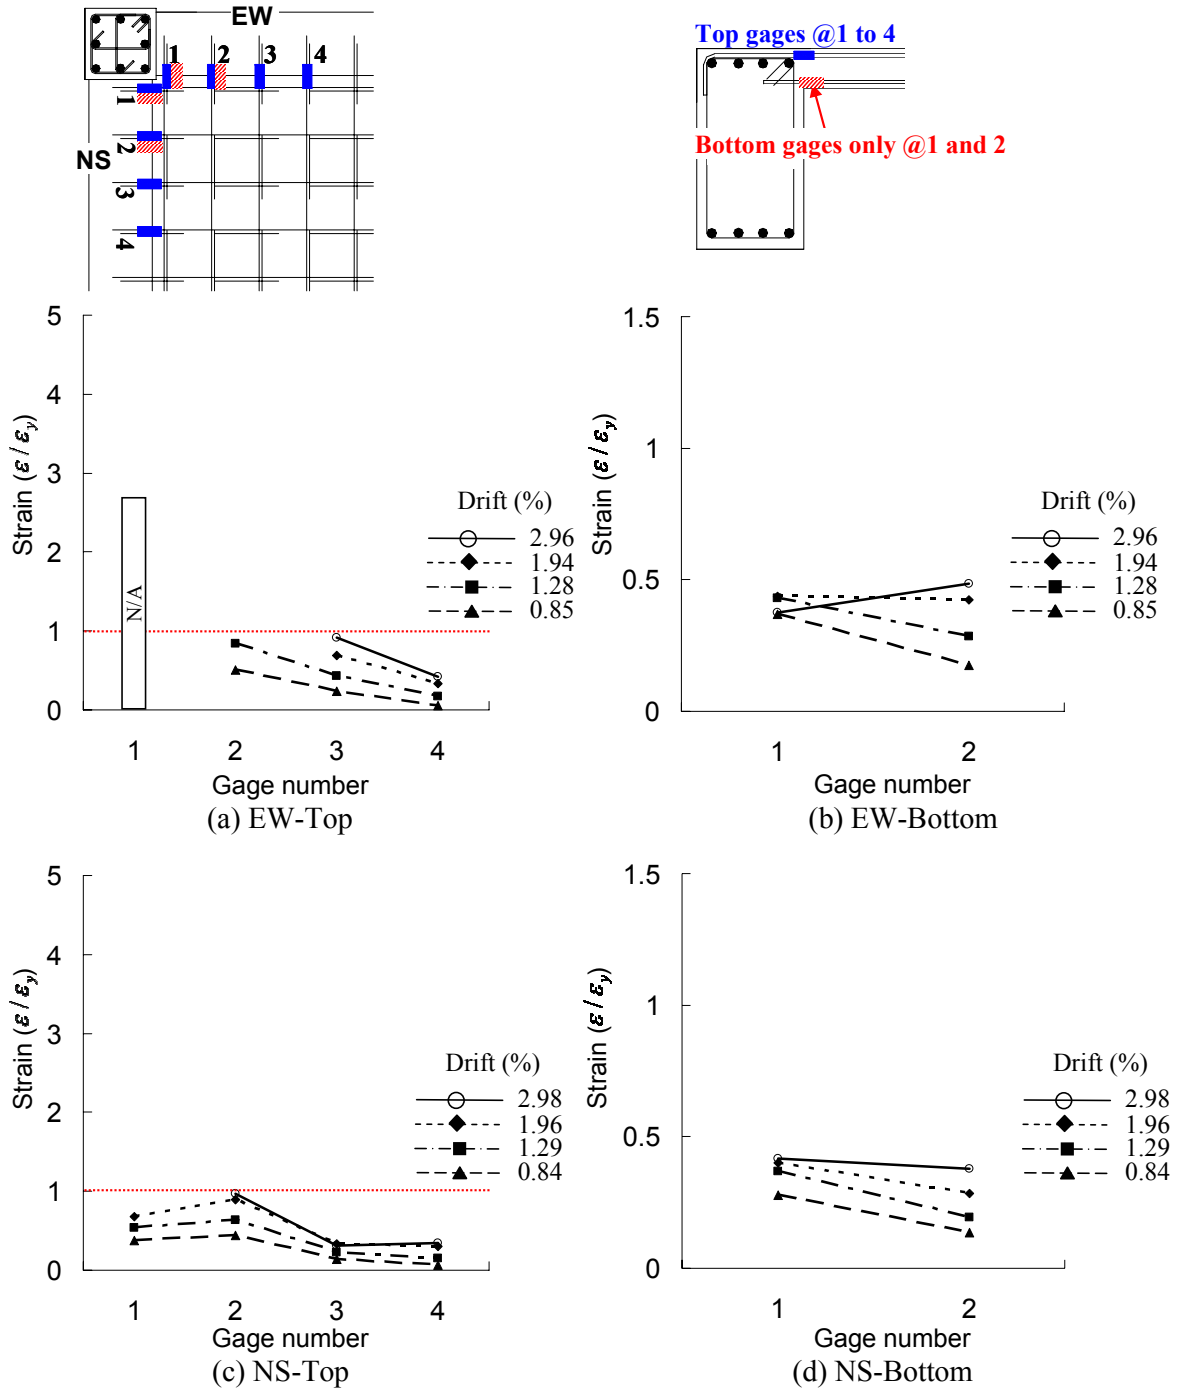 EW
1 2 3 4
NS
1
2
3
4
Top gages @1 to 4
Bottom gages only @1 and 2
5
4
3
2
1
0
Strain (ε / εy)
N/A
Drift (%)
2.96
1.94
1.28
0.85
1 2 3 4
Gage number
(a) EW-Top
1.5
1
0.5
0
Strain (ε / εy)
Drift (%)
2.96
1.94
1.28
0.85
1 2
Gage number
(b) EW-Bottom
5
4
3
2
1
0
Strain (ε / εy)
Drift (%)
2.98
1.96
1.29
0.84
1 2 3 4
Gage number
(c) NS-Top
1.5
1
0.5
0
Strain (ε / εy)
Drift (%)
2.98
1.96
1.29
0.84
1 2
Gage number
(d) NS-Bottom